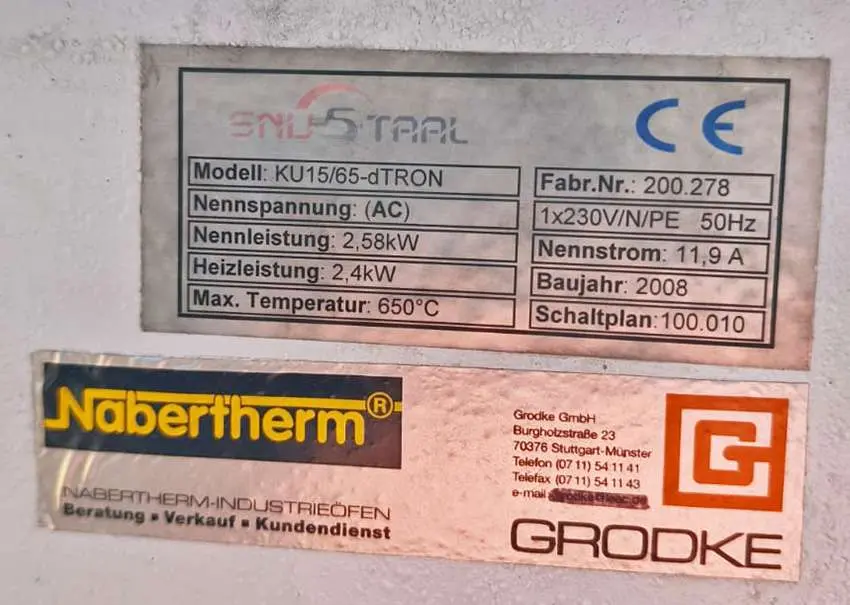 SNOSTAAL
CE
Modell: KU15/65-dTRON
Fabr.Nr.: 200.278
Nennspannung: (AC)
1x230V/N/PE 50Hz
Nennleistung: 2,58kW
Nennstrom: 11,9 A
Heizleistung: 2,4kW
Baujahr: 2008
Max. Temperatur: 650°C
Schaltplan:100.010
Nabertherm®
NABERTHERM-INDUSTRIEÖFEN
Beratung ▪ Verkauf ▪ Kundendienst
Grodke GmbH
Burgholzstraße 23
70376 Stuttgart-Münster
Telefon (07 11) 54 11 41
Telefax (07 11) 54 11 43
e-mail
G
GRODKE